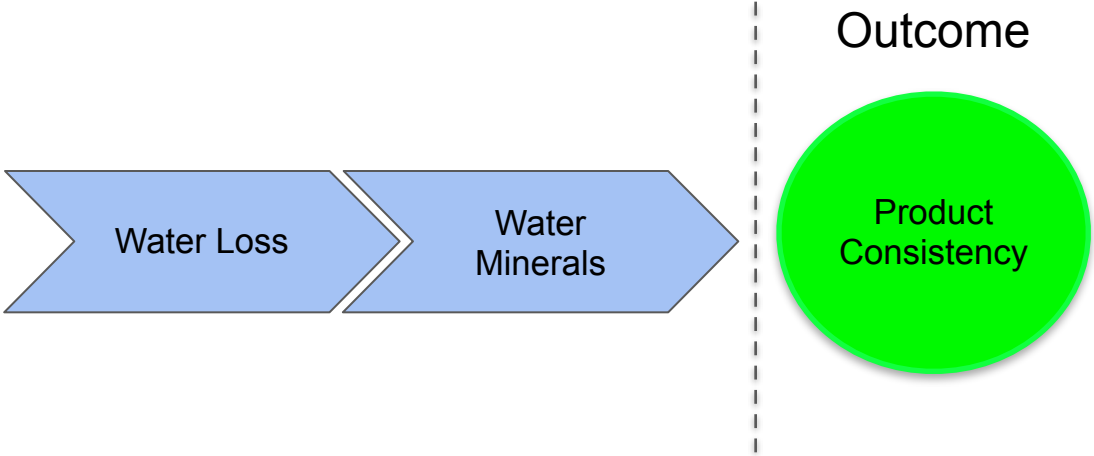 Outcome
Water Loss
Water
Minerals
Product
Consistency